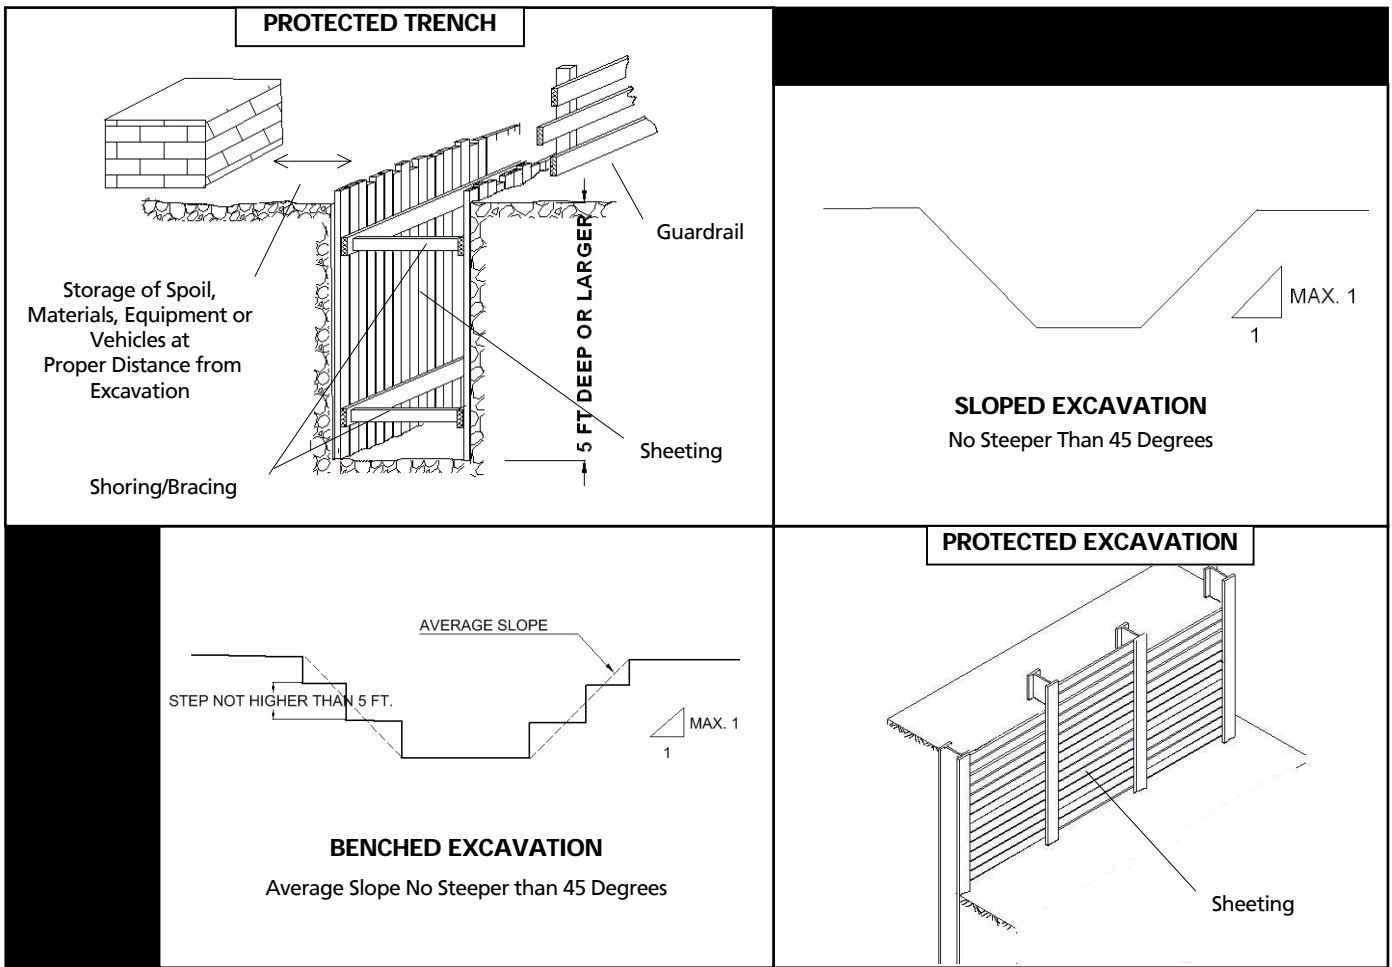 PROTECTED TRENCH
Guardrail
Storage of Spoil,
Materials, Equipment or
Vehicles at
Proper Distance from
Excavation
5 FT DEEP OR LARGER
Sheeting
Shoring/Bracing
MAX. 1
1
SLOPED EXCAVATION
No Steeper Than 45 Degrees
AVERAGE SLOPE
STEP NOT HIGHER THAN 5 FT.
MAX. 1
1
BENCHED EXCAVATION
Average Slope No Steeper than 45 Degrees
PROTECTED EXCAVATION
Sheeting